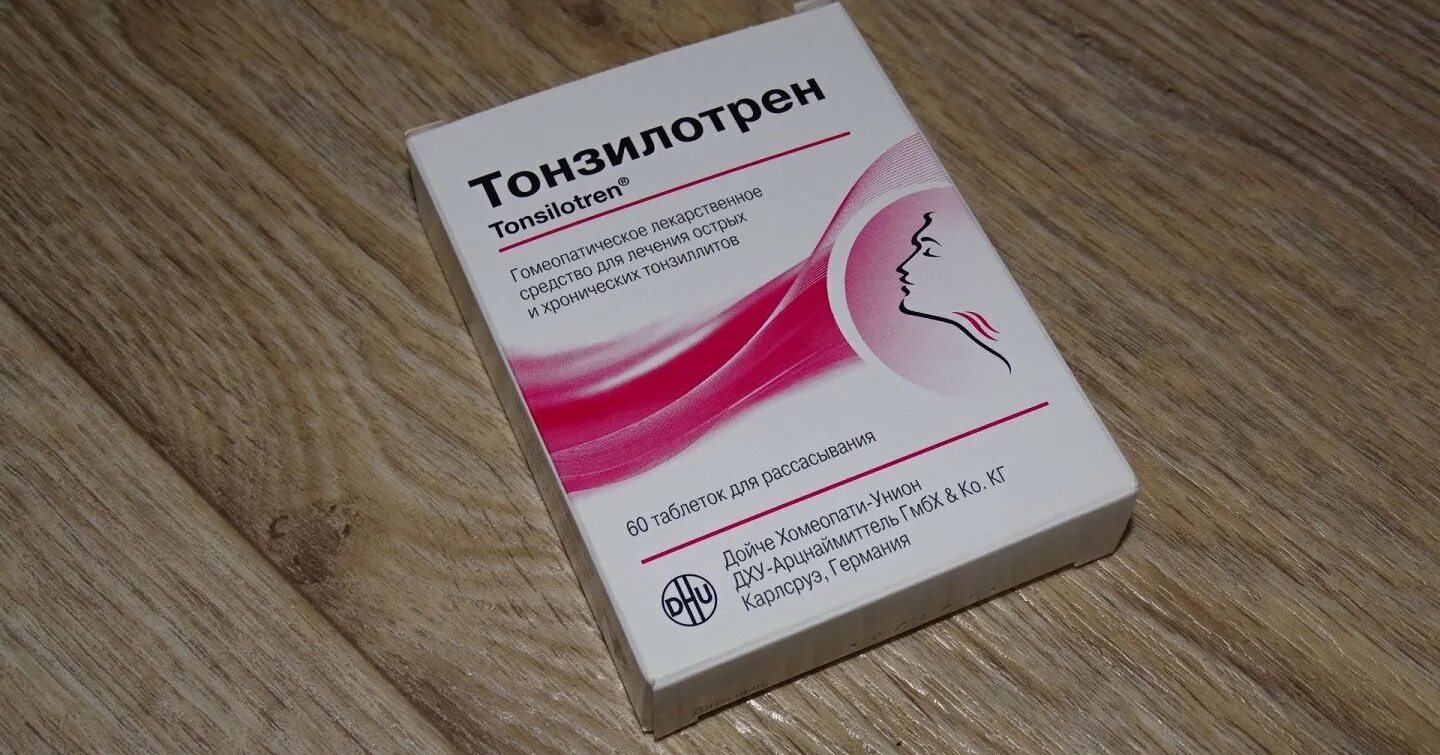 Тонзилотрен
Tonsilotren®
Гомеопатическое лекарственное
средство для лечения острых
и хронических тонзиллитов
60 таблеток для рассасывания
DHU
Дойче Хомеопати-Унион
ДХУ-Арцнаймиттель ГмбХ & Ко. КГ
Карлсруэ, Германия